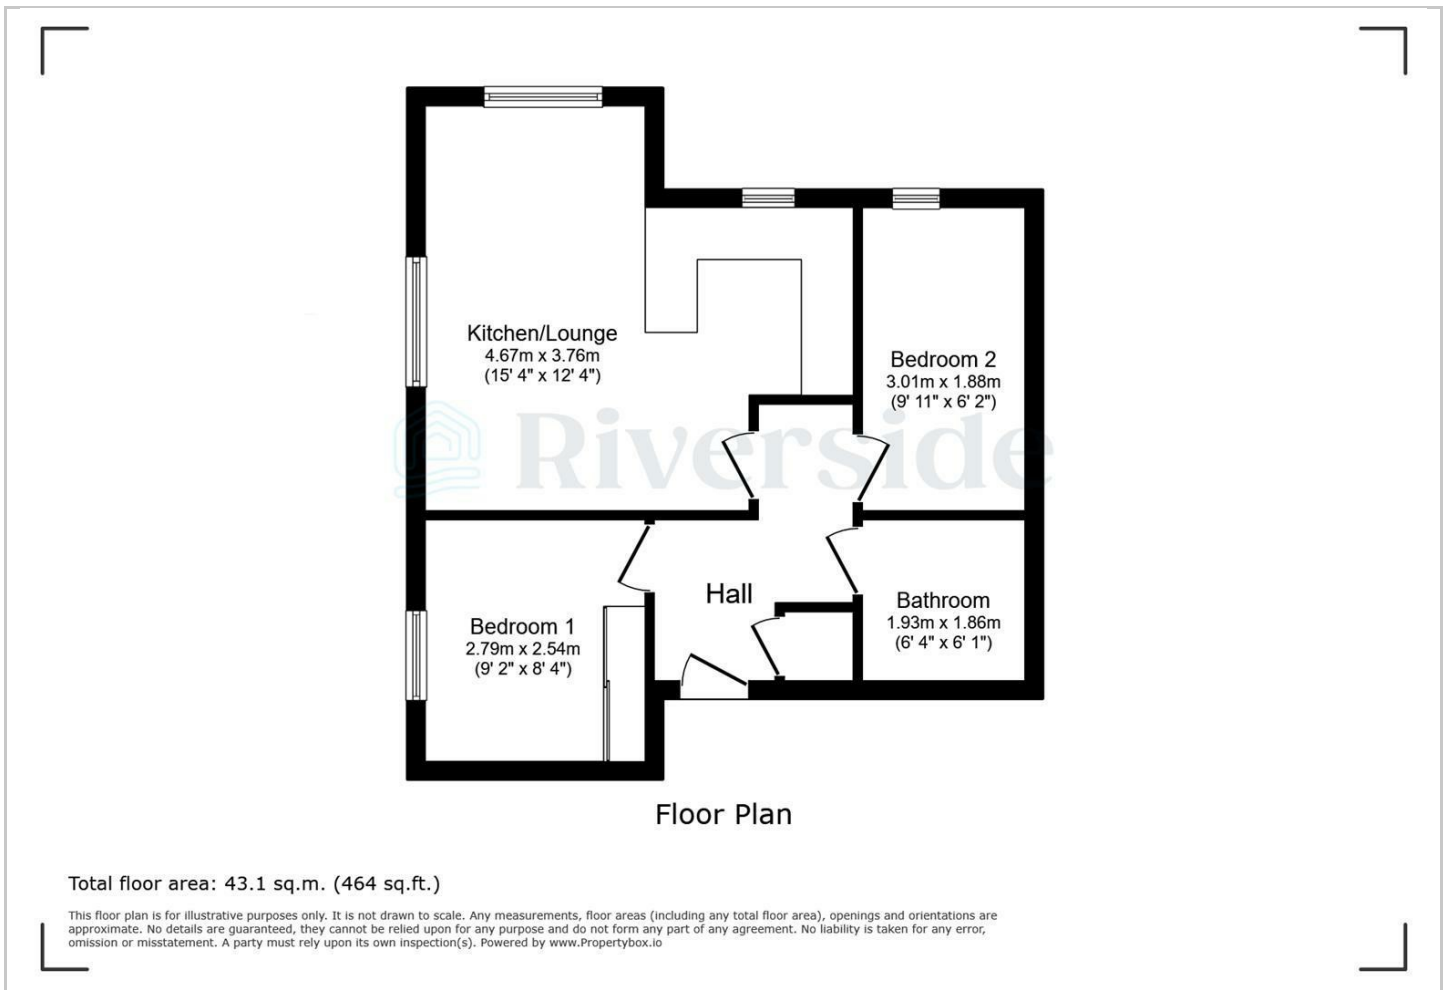 Kitchen/Lounge
4.67m x 3.76m
(15' 4" x 12' 4")
Bedroom 2
3.01m x 1.88m
(9' 11" x 6' 2")
Riverside
Hall
Bathroom
1.93m x 1.86m
(6' 4" x 6' 1")
Bedroom 1
2.79m x 2.54m
(9' 2" x 8' 4")
Floor Plan
Total floor area: 43.1 sq.m. (464 sq.ft.)
This floor plan is for illustrative purposes only. It is not drawn to scale. Any measurements, floor areas (including any total floor area), openings and orientations are
approximate. No details are guaranteed, they cannot be relied upon for any purpose and do not form any part of any agreement. No liability is taken for any error,
omission or misstatement. A party must rely upon its own inspection(s). Powered by www.Propertybox.io